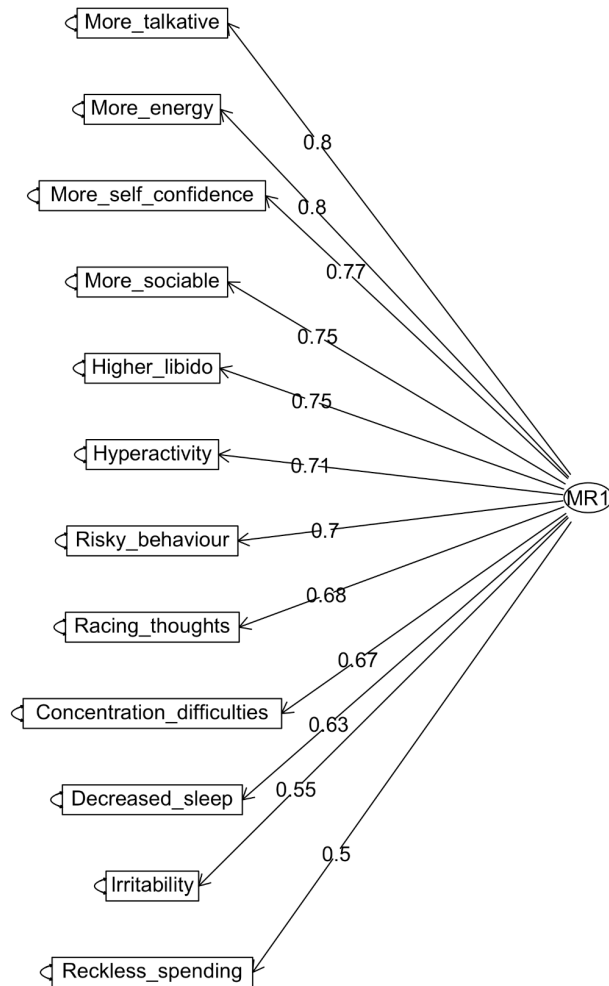 More_talkative
0.8
More_energy
0.8
More_self_confidence
0.77
More_sociable
0.75
Higher_libido
0.75
Hyperactivity
0.71
MR1
Risky_behaviour
0.7
Racing_thoughts
0.68
Concentration_difficulties
0.67
Decreased_sleep
0.63
Irritability
0.55
Reckless_spending
0.5